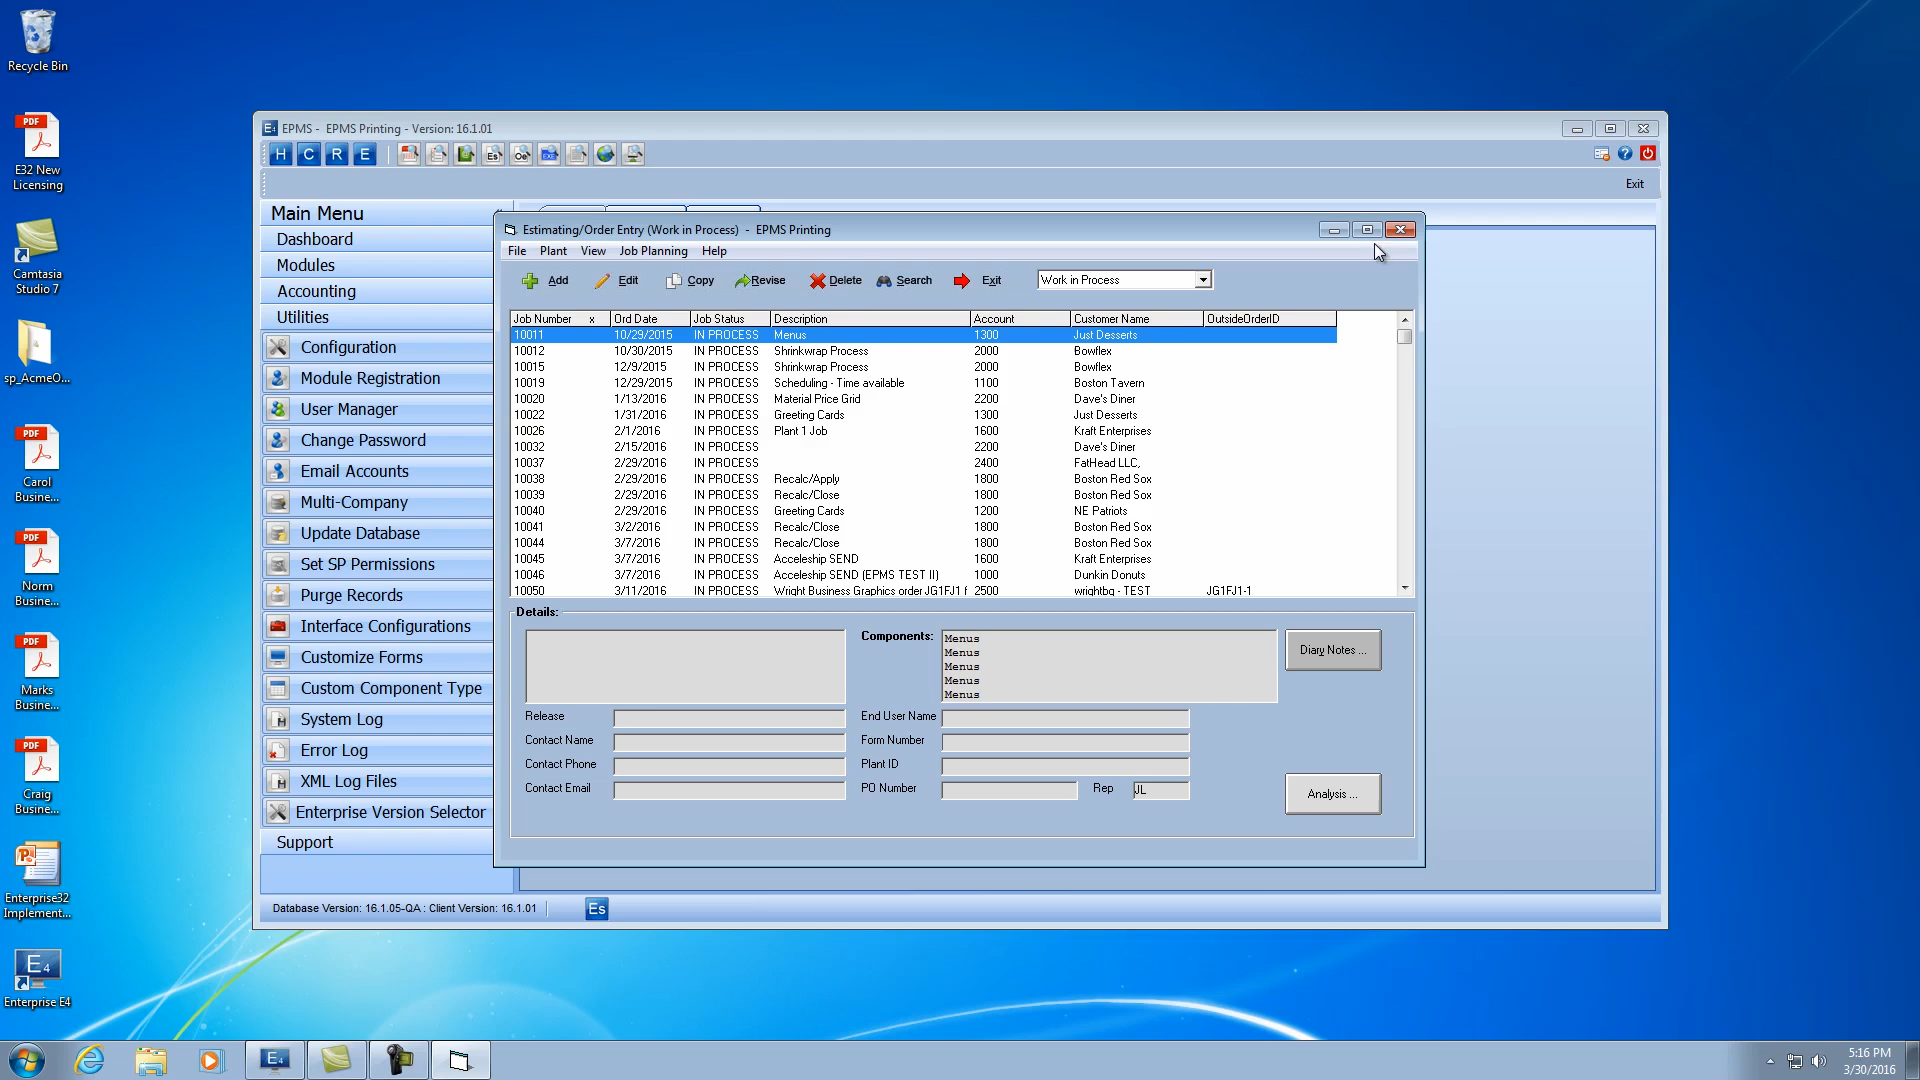 Recycle Bin
E32 New
Licensing
Camtasia
Studio 7
sp_AcmeO...
Carol
Busine...
Norm
Busine...
Marks
Busine...
Craig
Busine...
Enterprise32
Implement...
Enterprise E4
EPMS -  EPMS Printing - Version: 16.1.01
H C R E
Exit
Main Menu
Dashboard
Modules
Accounting
Utilities
Configuration
Module Registration
User Manager
Change Password
Email Accounts
Multi-Company
Update Database
Set SP Permissions
Purge Records
Interface Configurations
Customize Forms
Custom Component Type
System Log
Error Log
XML Log Files
Enterprise Version Selector
Support
Database Version: 16.1.05-QA : Client Version: 16.1.01
Es
Estimating/Order Entry (Work in Process)  -  EPMS Printing
File Plant View Job Planning Help
Add Edit Copy Revise Delete Search Exit Work in Process
Job Number x Ord Date Job Status Description Account Customer Name OutsideOrderID
10011 10/29/2015 IN PROCESS Menus 1300 Just Desserts
10012 10/30/2015 IN PROCESS Shrinkwrap Process 2000 Bowflex
10015 12/9/2015 IN PROCESS Shrinkwrap Process 2000 Bowflex
10019 12/29/2015 IN PROCESS Scheduling - Time available 1100 Boston Tavern
10020 1/13/2016 IN PROCESS Material Price Grid 2200 Dave's Diner
10022 1/31/2016 IN PROCESS Greeting Cards 1300 Just Desserts
10026 2/1/2016 IN PROCESS Plant 1 Job 1600 Kraft Enterprises
10032 2/15/2016 IN PROCESS 2200 Dave's Diner
10037 2/29/2016 IN PROCESS 2400 FatHead LLC,
10038 2/29/2016 IN PROCESS Recalc/Apply 1800 Boston Red Sox
10039 2/29/2016 IN PROCESS Recalc/Close 1800 Boston Red Sox
10040 2/29/2016 IN PROCESS Greeting Cards 1200 NE Patriots
10041 3/2/2016 IN PROCESS Recalc/Close 1800 Boston Red Sox
10044 3/7/2016 IN PROCESS Recalc/Close 1800 Boston Red Sox
10045 3/7/2016 IN PROCESS Acceleship SEND 1600 Kraft Enterprises
10046 3/7/2016 IN PROCESS Acceleship SEND (EPMS TEST II) 1000 Dunkin Donuts
10050 3/11/2016 IN PROCESS Wright Business Graphics order JG1FJ1 f 2500 wrightbg - TEST JG1FJ1-1
Details:
Components:
Menus
Menus
Menus
Menus
Menus
Diary Notes ...
Release
End User Name
Contact Name
Form Number
Contact Phone
Plant ID
Contact Email
PO Number
Rep JL
Analysis ...
5:16 PM
3/30/2016